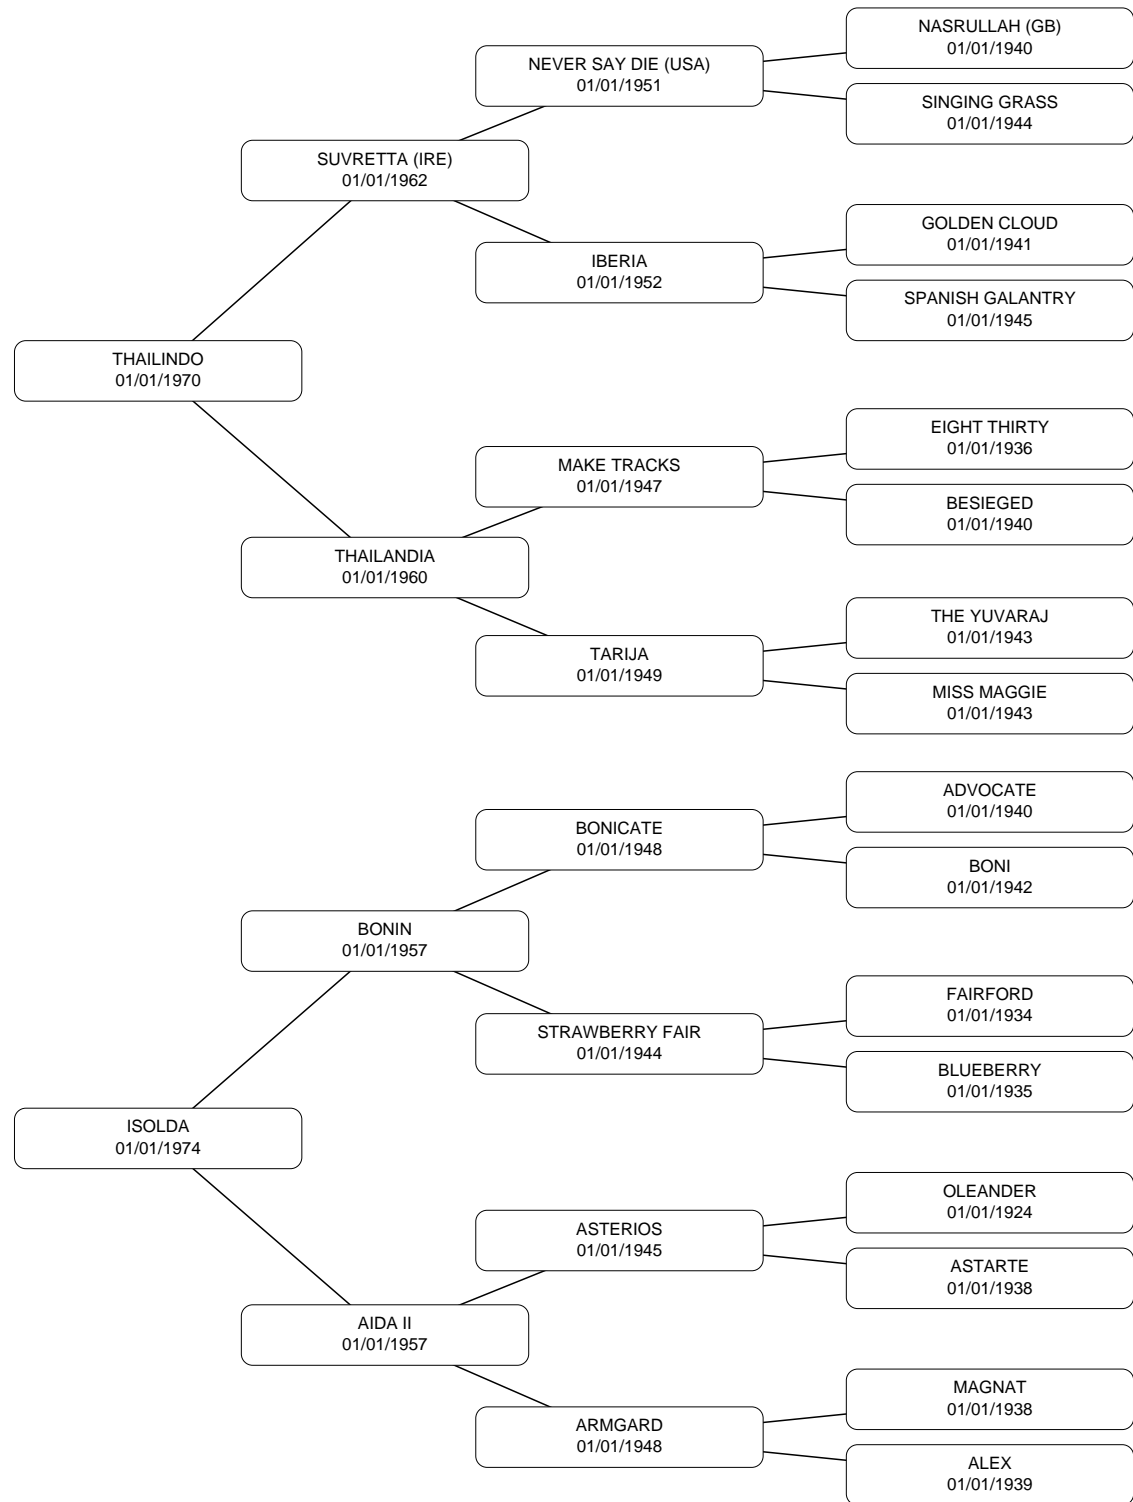 NASRULLAH (GB)
01/01/1940
NEVER SAY DIE (USA)
01/01/1951
SINGING GRASS
01/01/1944
SUVRETTA (IRE)
01/01/1962
GOLDEN CLOUD
01/01/1941
IBERIA
01/01/1952
SPANISH GALANTRY
01/01/1945
THAILINDO
01/01/1970
EIGHT THIRTY
01/01/1936
MAKE TRACKS
01/01/1947
BESIEGED
01/01/1940
THAILANDIA
01/01/1960
THE YUVARAJ
01/01/1943
TARIJA
01/01/1949
MISS MAGGIE
01/01/1943
ADVOCATE
01/01/1940
BONICATE
01/01/1948
BONI
01/01/1942
BONIN
01/01/1957
FAIRFORD
01/01/1934
STRAWBERRY FAIR
01/01/1944
BLUEBERRY
01/01/1935
ISOLDA
01/01/1974
OLEANDER
01/01/1924
ASTERIOS
01/01/1945
ASTARTE
01/01/1938
AIDA II
01/01/1957
MAGNAT
01/01/1938
ARMGARD
01/01/1948
ALEX
01/01/1939